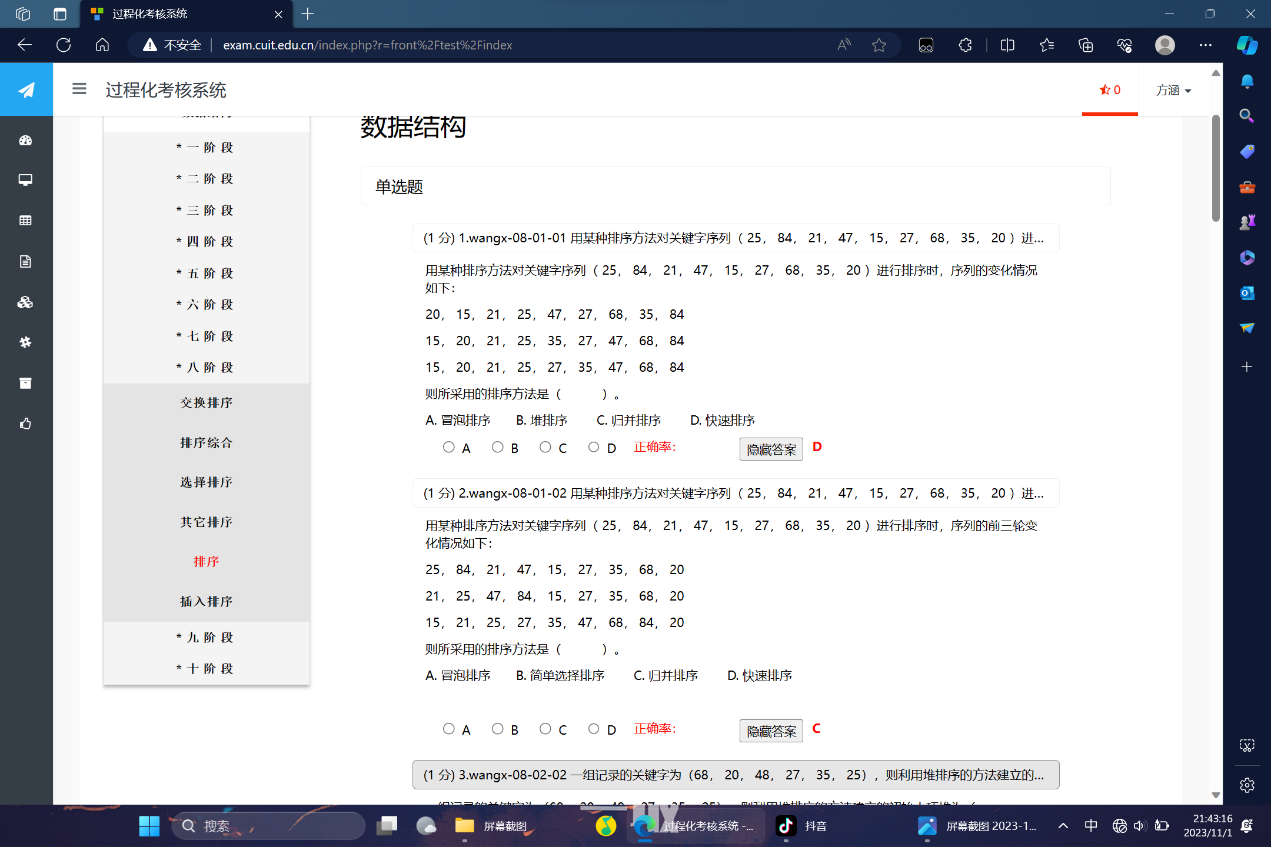 过程化考核系统
不安全 exam.cuit.edu.cn/index.php?r=front%2Ftest%2Findex
过程化考核系统
0
方涵
数据结构
* 一 阶 段
* 二 阶 段
* 三 阶 段
* 四 阶 段
* 五 阶 段
* 六 阶 段
* 七 阶 段
* 八 阶 段
交换排序
排序综合
选择排序
其它排序
排序
插入排序
* 九 阶 段
* 十 阶 段
数据结构
单选题
(1 分) 1.wangx-08-01-01 用某种排序方法对关键字序列（ 25， 84， 21， 47， 15， 27， 68， 35， 20 ）进...
用某种排序方法对关键字序列（ 25， 84， 21， 47， 15， 27， 68， 35， 20 ）进行排序时，序列的变化情况
如下：
20， 15， 21， 25， 47， 27， 68， 35， 84
15， 20， 21， 25， 35， 27， 47， 68， 84
15， 20， 21， 25， 27， 35， 47， 68， 84
则所采用的排序方法是（ ）。
A. 冒泡排序 B. 堆排序 C. 归并排序 D. 快速排序
A B C D 正确率: 隐藏答案 D
(1 分) 2.wangx-08-01-02 用某种排序方法对关键字序列（ 25， 84， 21， 47， 15， 27， 68， 35， 20 ）进...
用某种排序方法对关键字序列（ 25， 84， 21， 47， 15， 27， 68， 35， 20 ）进行排序时，序列的前三轮变
化情况如下：
25， 84， 21， 47， 15， 27， 35， 68， 20
21， 25， 47， 84， 15， 27， 35， 68， 20
15， 21， 25， 27， 35， 47， 68， 84， 20
则所采用的排序方法是（ ）。
A. 冒泡排序 B. 简单选择排序 C. 归并排序 D. 快速排序
A B C D 正确率: 隐藏答案 C
(1 分) 3.wangx-08-02-02 一组记录的关键字为（68， 20， 48， 27， 35， 25），则利用堆排序的方法建立的...
搜索
屏幕截图
过程化考核系统 -...
抖音
屏幕截图 2023-1...
中
21:43:16
2023/11/1